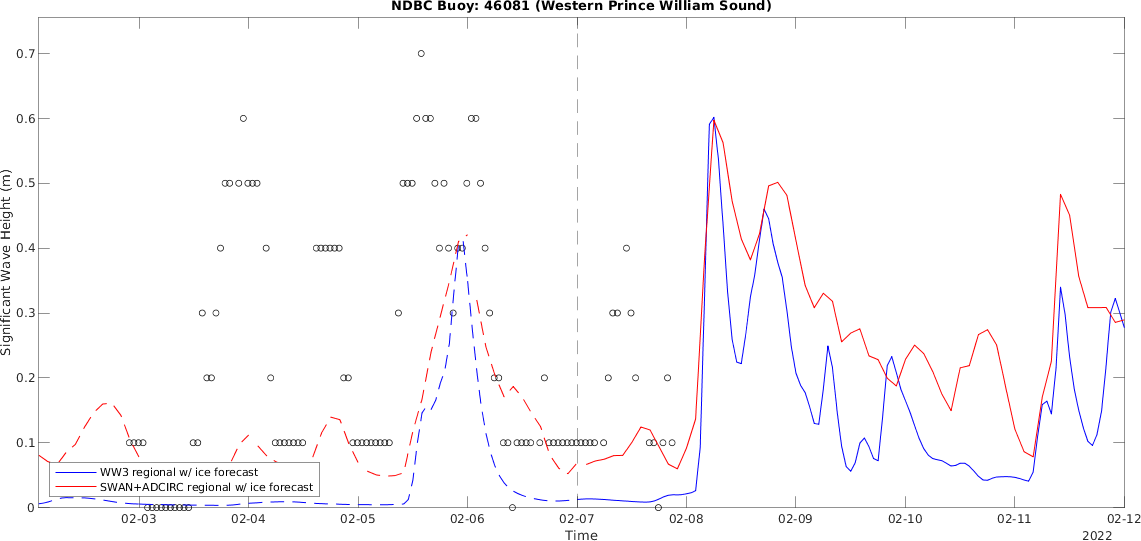 NDBC Buoy: 46081 (Western Prince William Sound)
Significant Wave Height (m)
0.7
0.6
0.5
0.4
0.3
0.2
0.1
0
WW3 regional w/ ice forecast
SWAN+ADCIRC regional w/ ice forecast
02-03 02-04 02-05 02-06 02-07 02-08 02-09 02-10 02-11 02-12
Time
2022